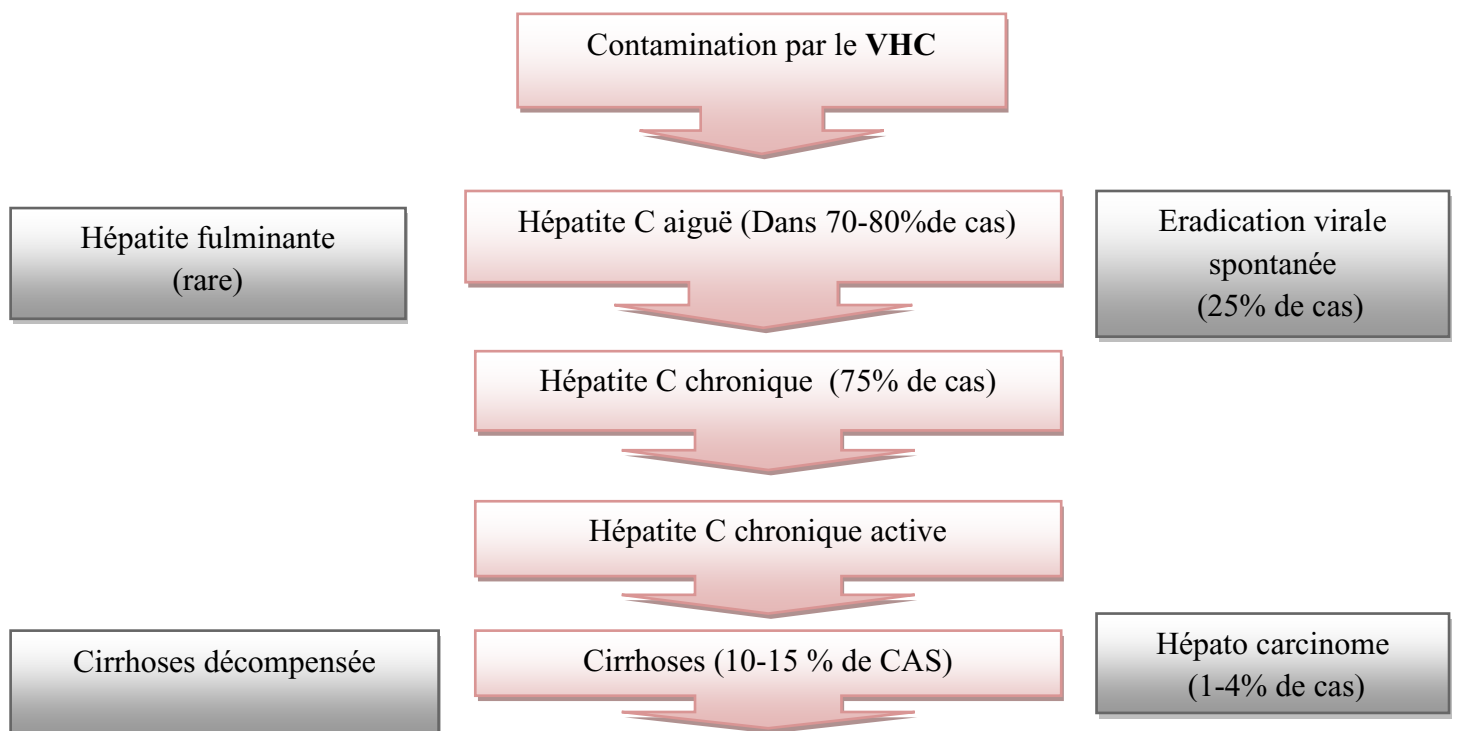 Contamination par le VHC
Hépatite fulminante
(rare)
Hépatite C aiguë (Dans 70-80%de cas)
Eradication virale
spontanée
(25% de cas)
Hépatite C chronique (75% de cas)
Hépatite C chronique active
Cirrhoses décompensée
Cirrhoses (10-15 % de CAS)
Hépato carcinome
(1-4% de cas)